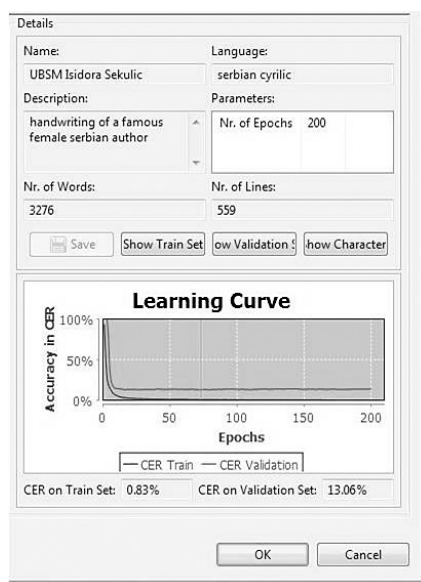 Details
Name: Language:
UBSM Isidora Sekulic serbian cyrilic
Description: Parameters:
handwriting of a famous Nr. of Epochs 200
female serbian author
Nr. of Words: Nr. of Lines:
3276 559
Save Show Train Set ow Validation S how Character
Learning Curve
Accuracy in CER
100%
50%
0%
0 50 100 150 200
Epochs
CER Train CER Validation
CER on Train Set: 0.83% CER on Validation Set: 13.06%
OK Cancel